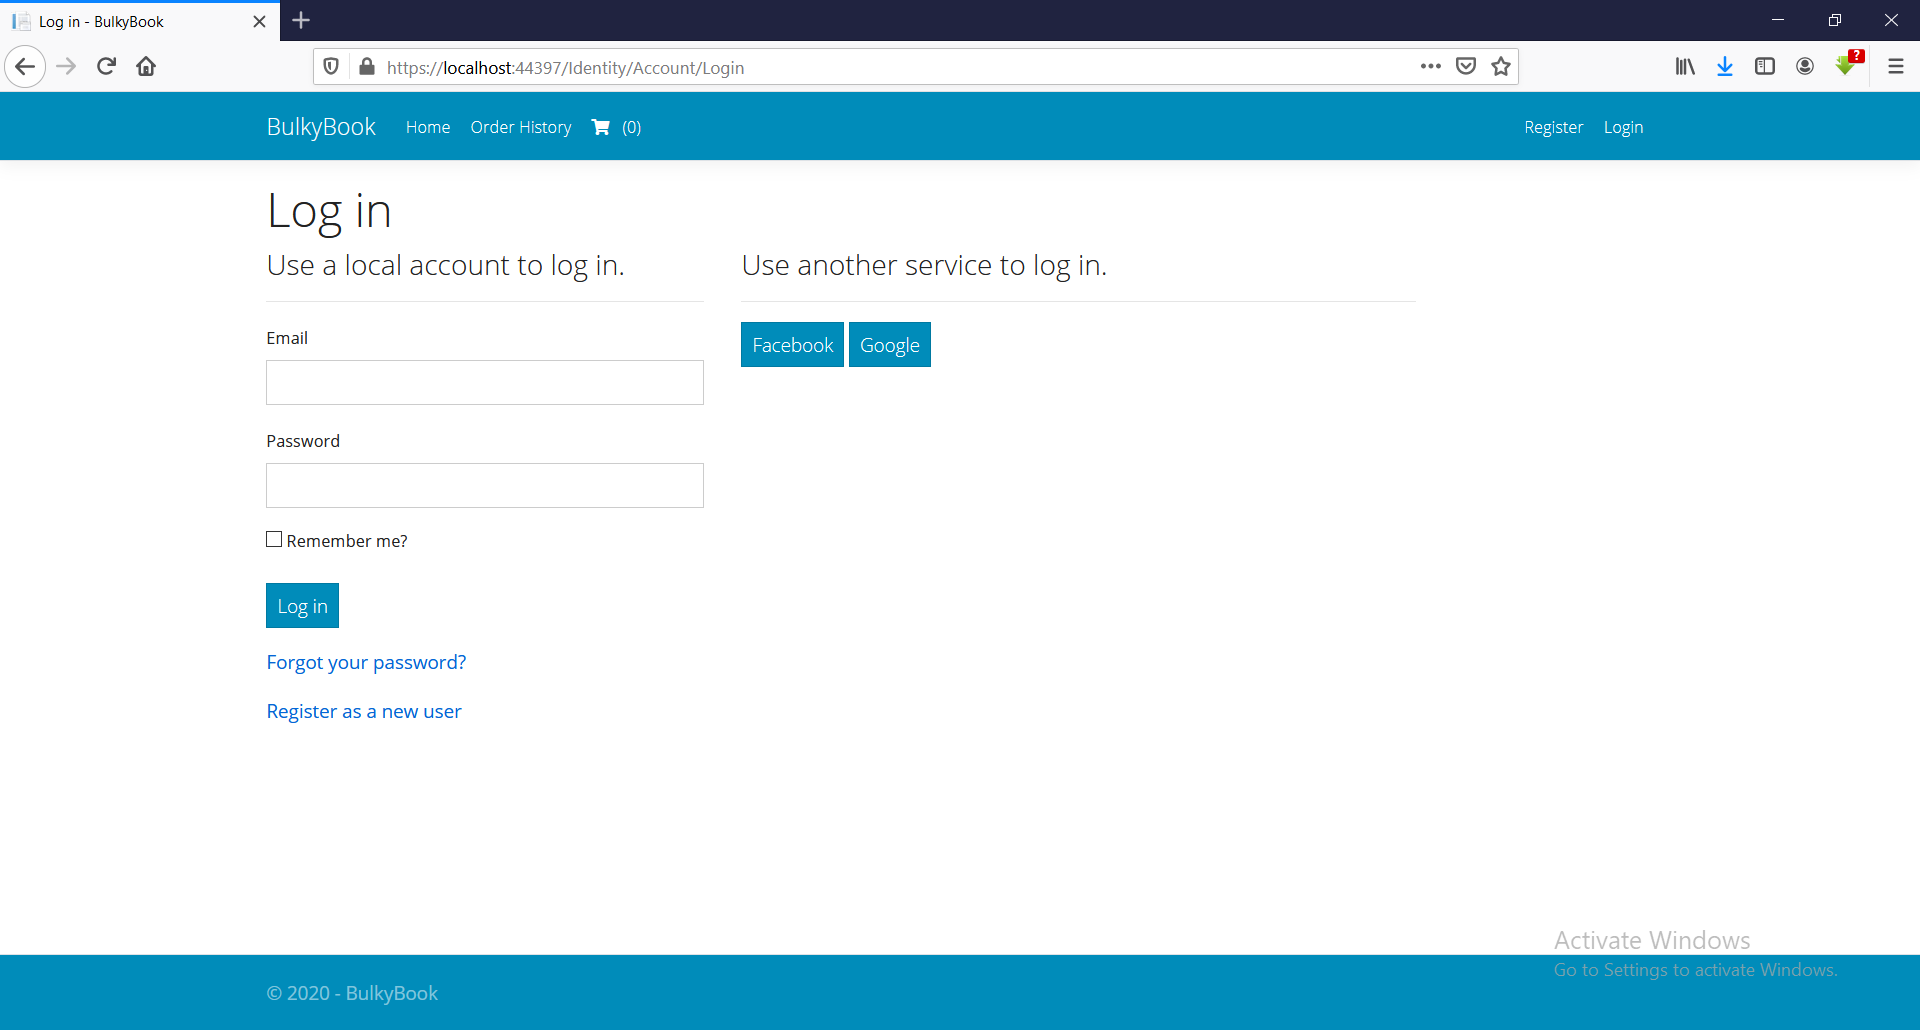 Log in - BulkyBook
https://localhost:44397/Identity/Account/Login
?
BulkyBook Home Order History (0) Register Login
Log in
Use a local account to log in.
Use another service to log in.
Facebook Google
Email
Password
Remember me?
Log in
Forgot your password?
Register as a new user
Activate Windows
Go to Settings to activate Windows.
© 2020 - BulkyBook